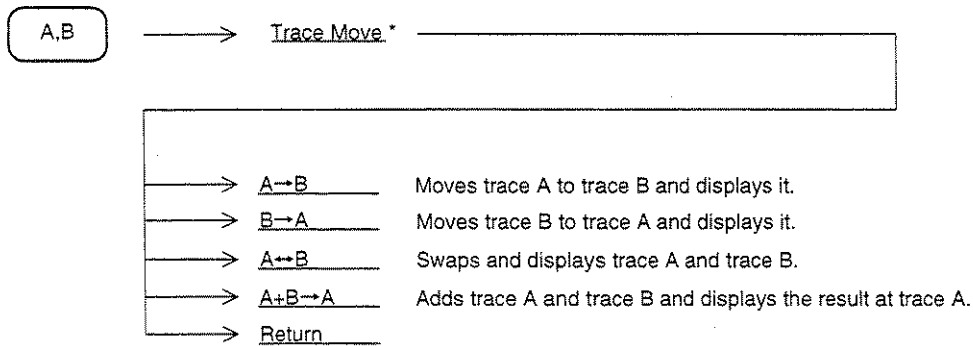 A,B Trace Move *
A→B Moves trace A to trace B and displays it.
B→A Moves trace B to trace A and displays it.
A↔B Swaps and displays trace A and trace B.
A+B→A Adds trace A and trace B and displays the result at trace A.
Return